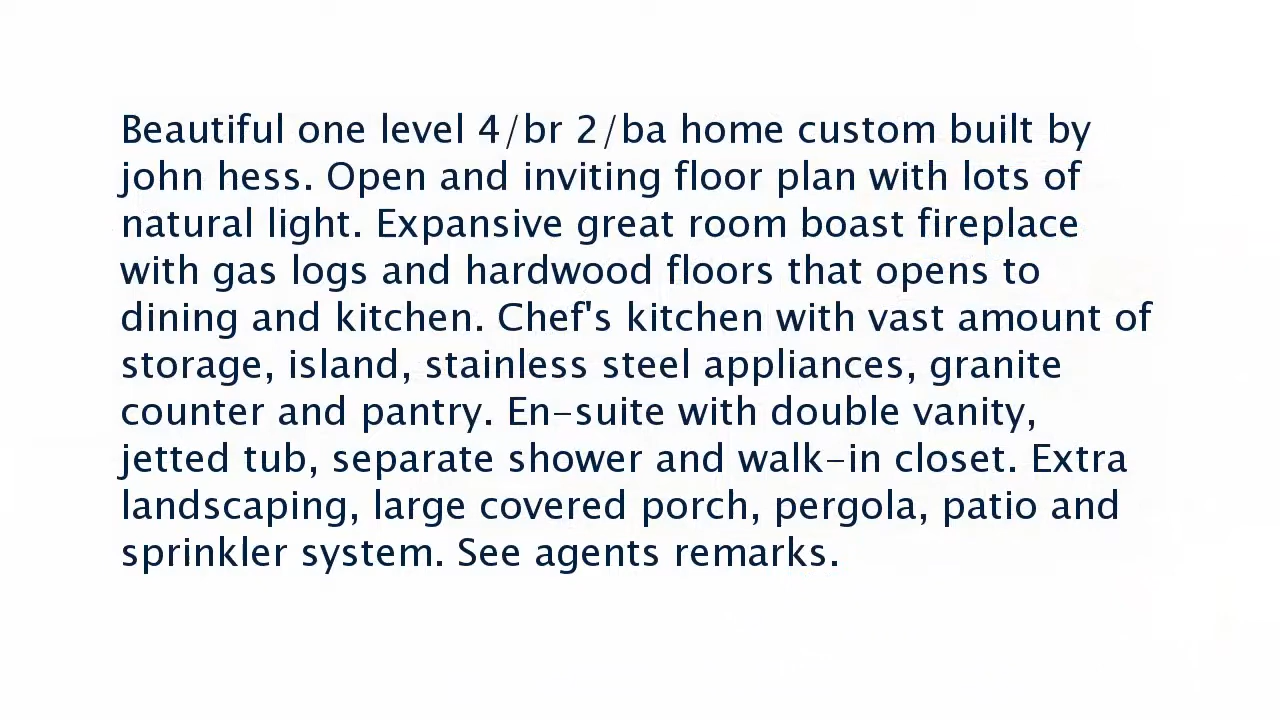 Beautiful one level 4/br 2/ba home custom built by
john hess. Open and inviting floor plan with lots of
natural light. Expansive great room boast fireplace
with gas logs and hardwood floors that opens to
dining and kitchen. Chef's kitchen with vast amount of
storage, island, stainless steel appliances, granite
counter and pantry. En-suite with double vanity,
jetted tub, separate shower and walk-in closet. Extra
landscaping, large covered porch, pergola, patio and
sprinkler system. See agents remarks.